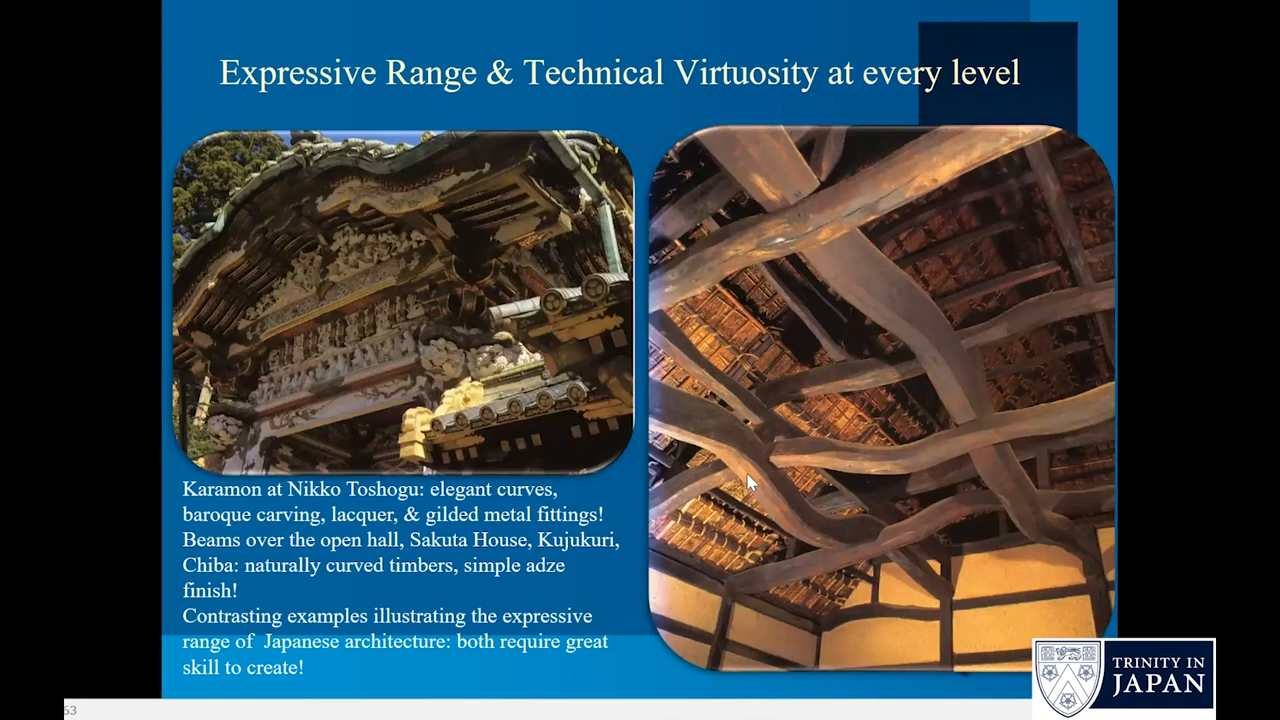 Expressive Range & Technical Virtuosity at every level
Karamon at Nikko Toshogu: elegant curves,
baroque carving, lacquer, & gilded metal fittings!
Beams over the open hall, Sakuta House, Kujukuri,
Chiba: naturally curved timbers, simple adze
finish!
Contrasting examples illustrating the expressive
range of  Japanese architecture: both require great
skill to create!
63
TRINITY IN
JAPAN